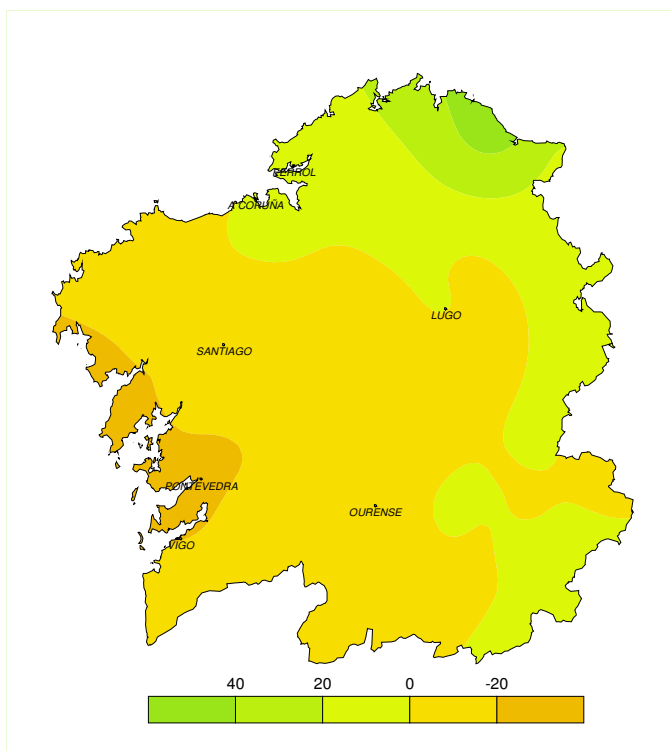 FERROL
A CORUÑA
LUGO
SANTIAGO
PONTEVEDRA
OURENSE
VIGO
40 20 0 -20